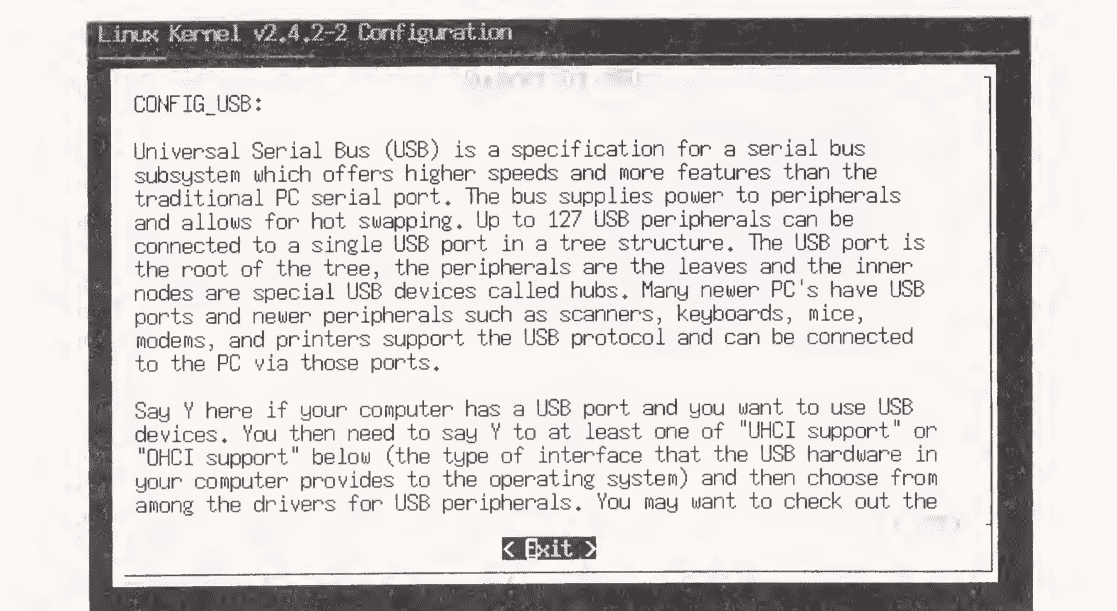 Linux Kernel v2.4.2-2 Configuration
CONFIG_USB:
Universal Serial Bus (USB) is a specification for a serial bus
subsystem which offers higher speeds and more features than the
traditional PC serial port. The bus supplies power to peripherals
and allows for hot swapping. Up to 127 USB peripherals can be
connected to a single USB port in a tree structure. The USB port is
the root of the tree, the peripherals are the leaves and the inner
nodes are special USB devices called hubs. Many newer PC's have USB
ports and newer peripherals such as scanners, keyboards, mice,
modems, and printers support the USB protocol and can be connected
to the PC via those ports.
Say Y here if your computer has a USB port and you want to use USB
devices. You then need to say Y to at least one of "UHCI support" or
"OHCI support" below (the type of interface that the USB hardware in
your computer provides to the operating system) and then choose from
among the drivers for USB peripherals. You may want to check out the
< Exit >